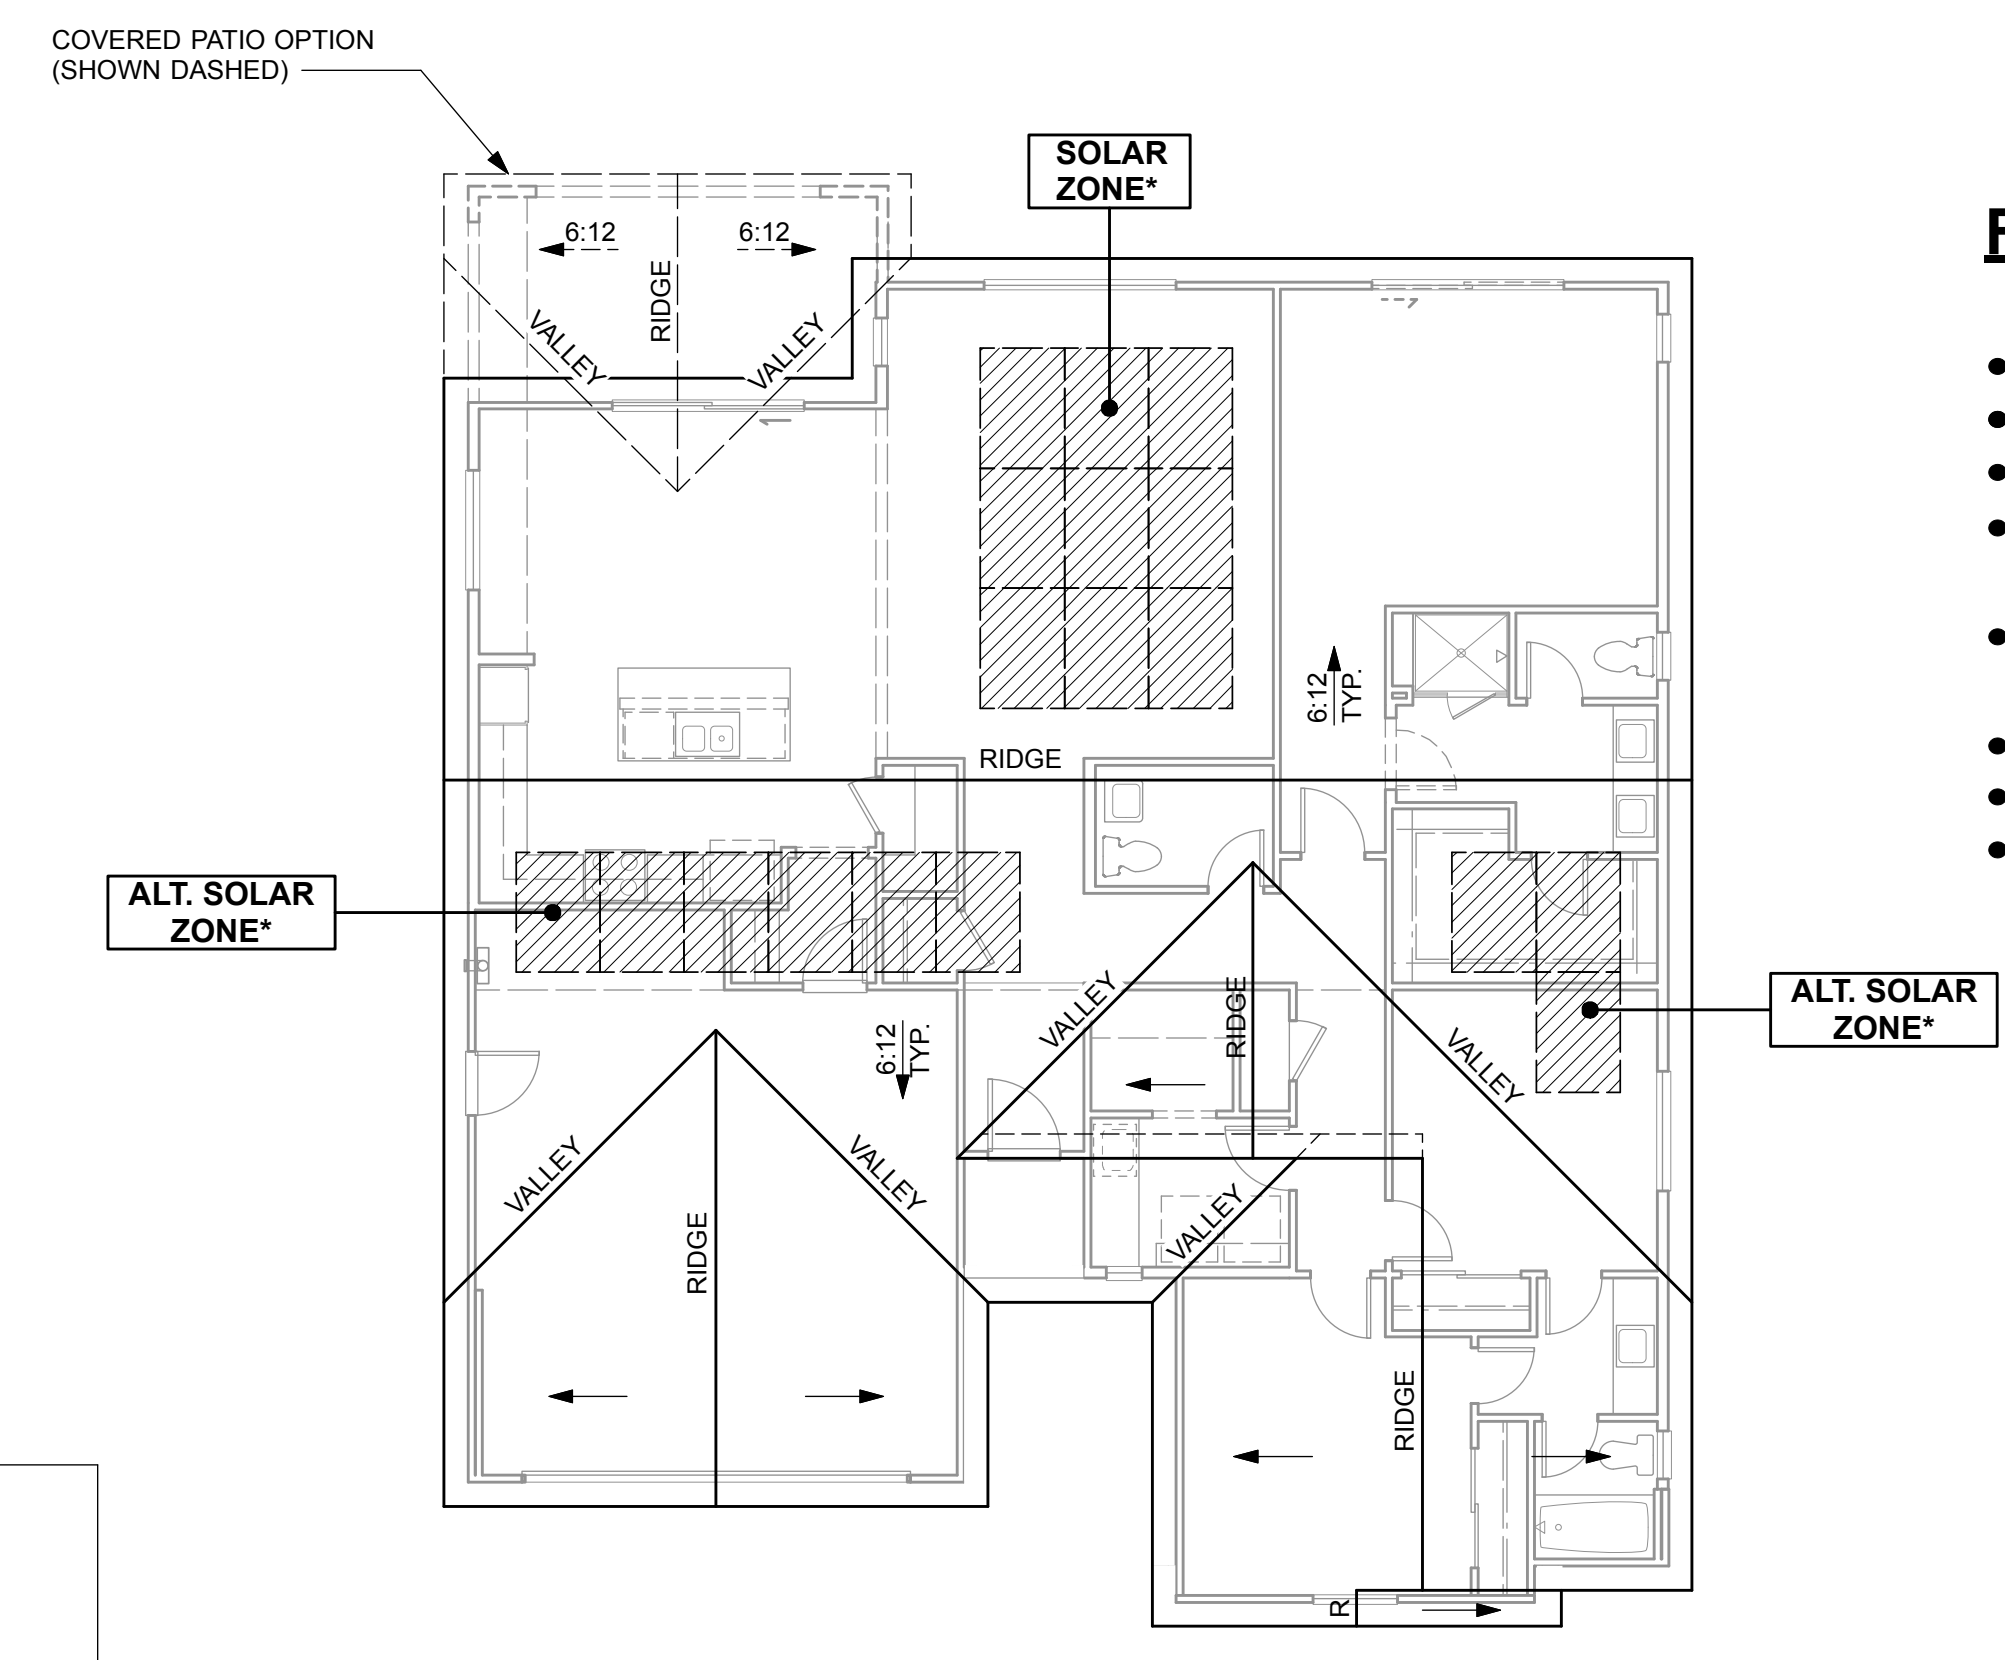 COVERED PATIO OPTION
(SHOWN DASHED)
SOLAR
ZONE*
6:12
6:12
RIDGE
VALLEY
VALLEY
6:12
TYP.
RIDGE
ALT. SOLAR
ZONE*
ALT. SOLAR
ZONE*
6:12
TYP.
VALLEY
RIDGE
VALLEY
VALLEY
VALLEY
RIDGE
VALLEY
RIDGE
R